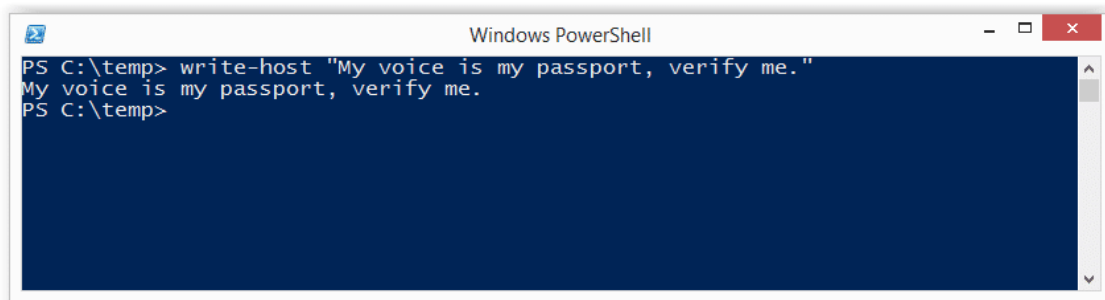 Windows PowerShell
PS C:\temp> write-host "My voice is my passport, verify me."
My voice is my passport, verify me.
PS C:\temp>